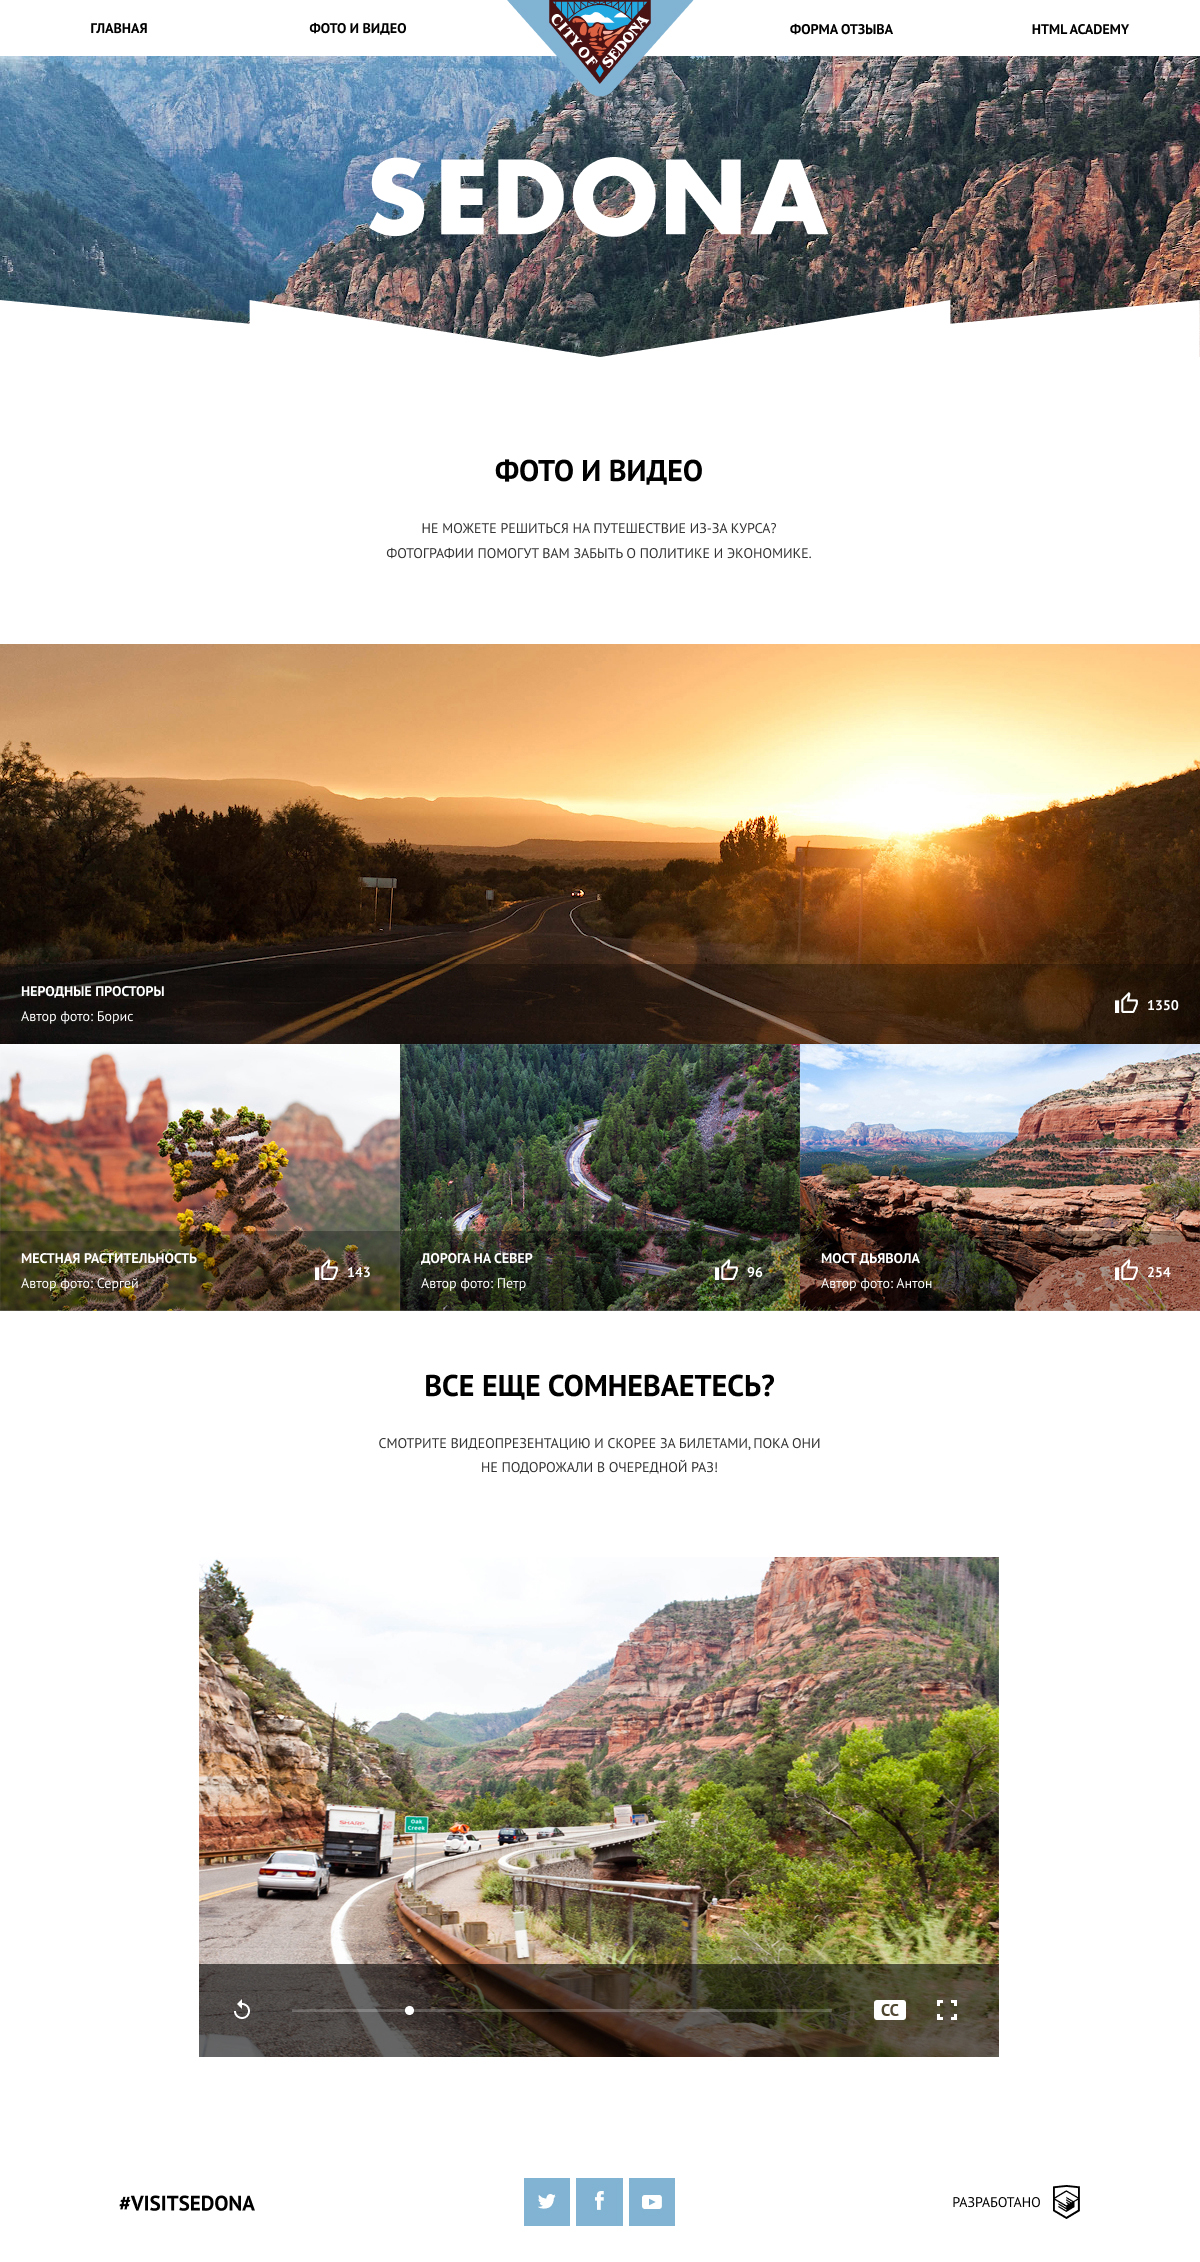 ГЛАВНАЯ
ФОТО И ВИДЕО
CITY OF SEDONA
ФОРМА ОТЗЫВА
HTML ACADEMY
SEDONA
ФОТО И ВИДЕО
НЕ МОЖЕТЕ РЕШИТЬСЯ НА ПУТЕШЕСТВИЕ ИЗ-ЗА КУРСА?
ФОТОГРАФИИ ПОМОГУТ ВАМ ЗАБЫТЬ О ПОЛИТИКЕ И ЭКОНОМИКЕ.
НЕРОДНЫЕ ПРОСТОРЫ
Автор фото: Борис
1350
МЕСТНАЯ РАСТИТЕЛЬНОСТЬ
Автор фото: Сергей
143
ДОРОГА НА СЕВЕР
Автор фото: Петр
96
МОСТ ДЬЯВОЛА
Автор фото: Антон
254
ВСЕ ЕЩЕ СОМНЕВАЕТЕСЬ?
СМОТРИТЕ ВИДЕОПРЕЗЕНТАЦИЮ И СКОРЕЕ ЗА БИЛЕТАМИ, ПОКА ОНИ
НЕ ПОДОРОЖАЛИ В ОЧЕРЕДНОЙ РАЗ!
SHARP
Oak
Creek
CC
#VISITSEDONA
РАЗРАБОТАНО